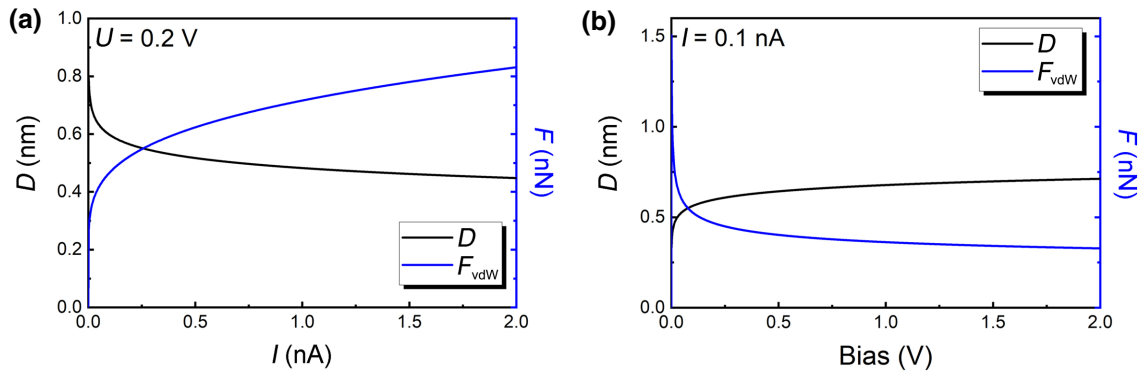 (a)
U = 0.2 V
1.0
0.8
0.6
0.4
0.2
0.0
D (nm)
F (nN)
D
FvdW
0.0 0.5 1.0 1.5 2.0
I (nA)
(b)
I = 0.1 nA
1.5
1.0
0.5
0.0
D (nm)
F (nN)
D
FvdW
0.0 0.5 1.0 1.5 2.0
Bias (V)